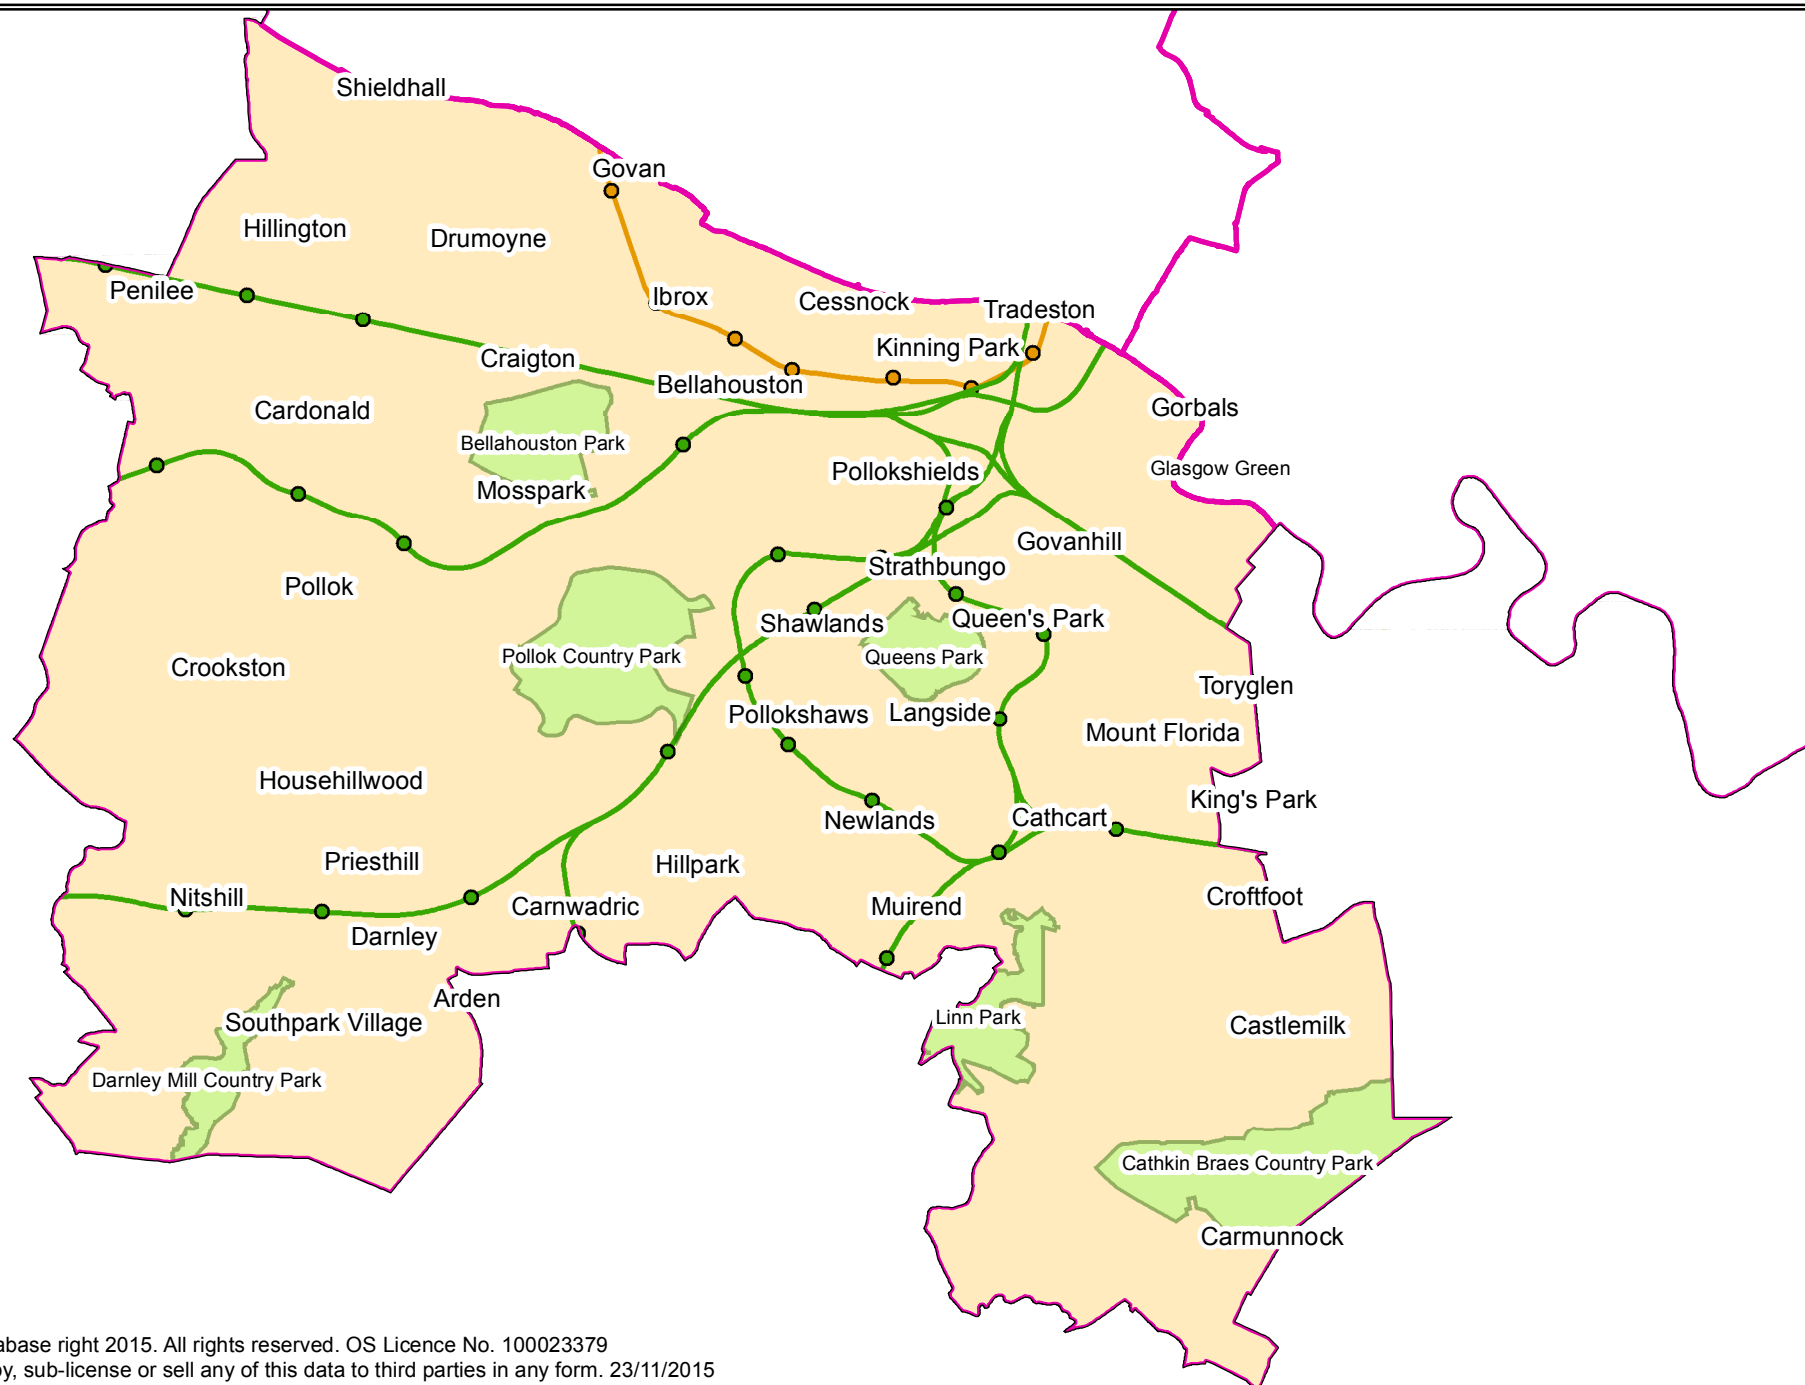 Shieldhall
Govan
Hillington
Drumoyne
Penilee
Ibrox
Cessnock
Tradeston
Kinning Park
Craigton
Bellahouston
Cardonald
Gorbals
Bellahouston Park
Pollokshields
Glasgow Green
Mosspark
Govanhill
Strathbungo
Pollok
Shawlands
Queen's Park
Pollok Country Park
Queens Park
Crookston
Toryglen
Pollokshaws
Langside
Mount Florida
Househillwood
King's Park
Newlands
Cathcart
Priesthill
Hillpark
Nitshill
Carnwadric
Muirend
Croftfoot
Darnley
Arden
Southpark Village
Linn Park
Castlemilk
Darnley Mill Country Park
Cathkin Braes Country Park
Carmunnock
abase right 2015. All rights reserved. OS Licence No. 100023379
y, sub-license or sell any of this data to third parties in any form. 23/11/2015